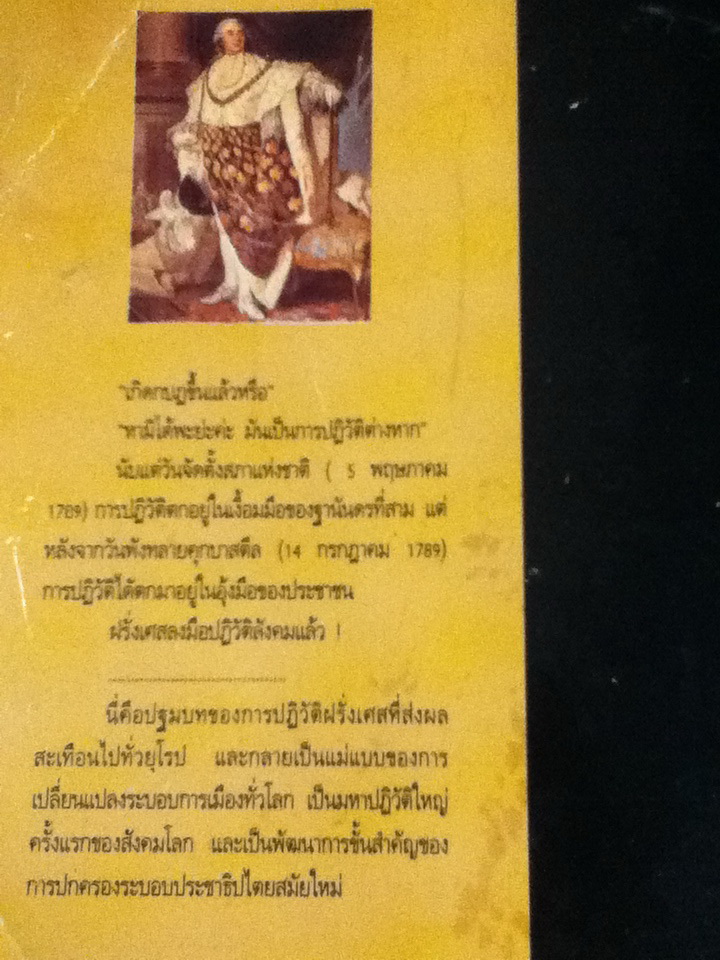 "เกิดกบฏขึ้นแล้วหรือ"
"หามิได้พะย่ะค่ะ มันเป็นการปฏิวัติต่างหาก"
นับแต่วันจัดตั้งสภาแห่งชาติ ( 5 พฤษภาคม
1789) การปฏิวัติตกอยู่ในเงื้อมมือของฐานันดรที่สาม แต่
หลังจากวันพังทลายคุกบาสตีล (14 กรกฎาคม 1789)
การปฏิวัติได้ตกมาอยู่ในอุ้งมือของประชาชน
ฝรั่งเศสลงมือปฏิวัติสังคมแล้ว !
นี่คือปฐมบทของการปฏิวัติฝรั่งเศสที่ส่งผล
สะเทือนไปทั่วยุโรป และกลายเป็นแม่แบบของการ
เปลี่ยนแปลงระบอบการเมืองทั่วโลก เป็นมหาปฏิวัติใหญ่
ครั้งแรกของสังคมโลก และเป็นพัฒนาการขั้นสำคัญของ
การปกครองระบอบประชาธิปไตยสมัยใหม่